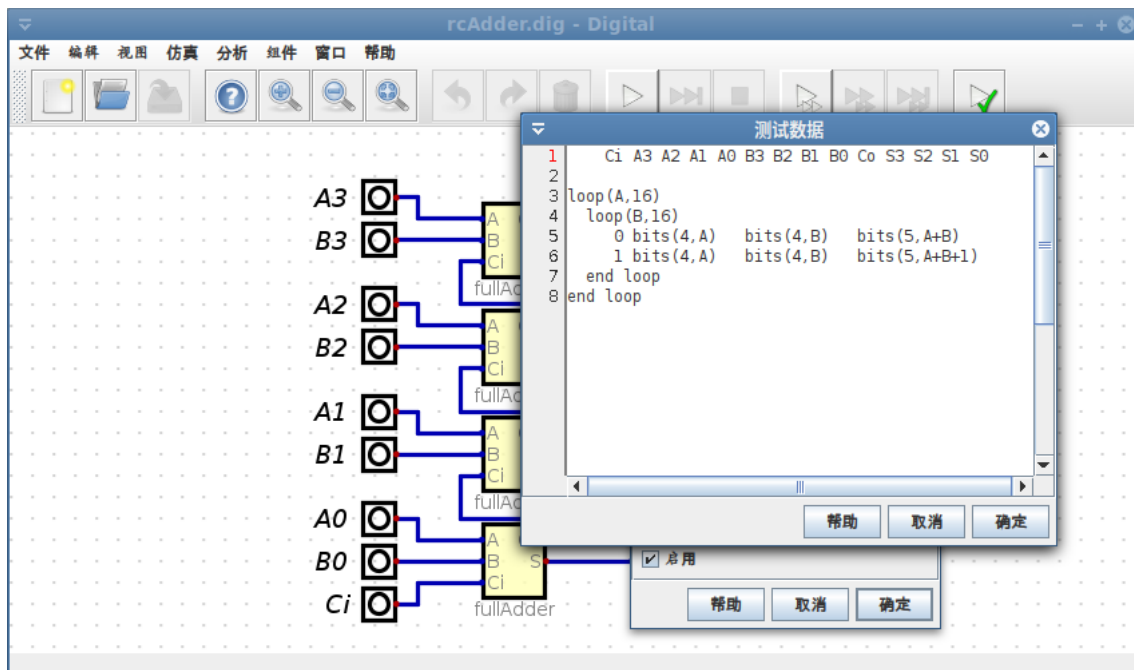 rcAdder.dig - Digital
文件 编辑 视图 仿真 分析 组件 窗口 帮助
测试数据
1 Ci A3 A2 A1 A0 B3 B2 B1 B0 Co S3 S2 S1 S0
2
3 loop(A,16)
4 loop(B,16)
5 0 bits(4,A) bits(4,B) bits(5,A+B)
6 1 bits(4,A) bits(4,B) bits(5,A+B+1)
7 end loop
8 end loop
帮助 取消 确定
A3
B3
A
B
Ci
A2
B2
A
B
Ci
A1
B1
A
B
Ci
A0
B0
Ci
A
B S
Ci
fullAdder
启用
帮助 取消 确定